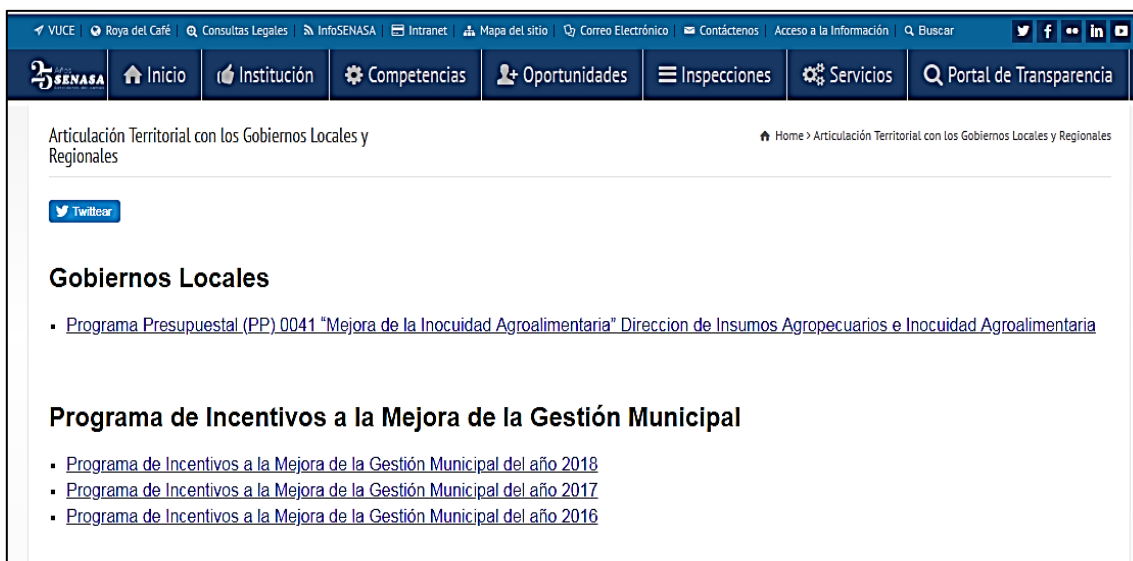 VUCE | Roya del Café | Consultas Legales | InfoSENASA | Intranet | Mapa del sitio | Correo Electrónico | Contáctenos | Acceso a la Información | Buscar
25 Años SENASA Inicio Institución Competencias Oportunidades Inspecciones Servicios Portal de Transparencia
Articulación Territorial con los Gobiernos Locales y
Regionales
Home > Articulación Territorial con los Gobiernos Locales y Regionales
Twittear
Gobiernos Locales
Programa Presupuestal (PP) 0041 “Mejora de la Inocuidad Agroalimentaria” Direccion de Insumos Agropecuarios e Inocuidad Agroalimentaria
Programa de Incentivos a la Mejora de la Gestión Municipal
Programa de Incentivos a la Mejora de la Gestión Municipal del año 2018
Programa de Incentivos a la Mejora de la Gestión Municipal del año 2017
Programa de Incentivos a la Mejora de la Gestión Municipal del año 2016